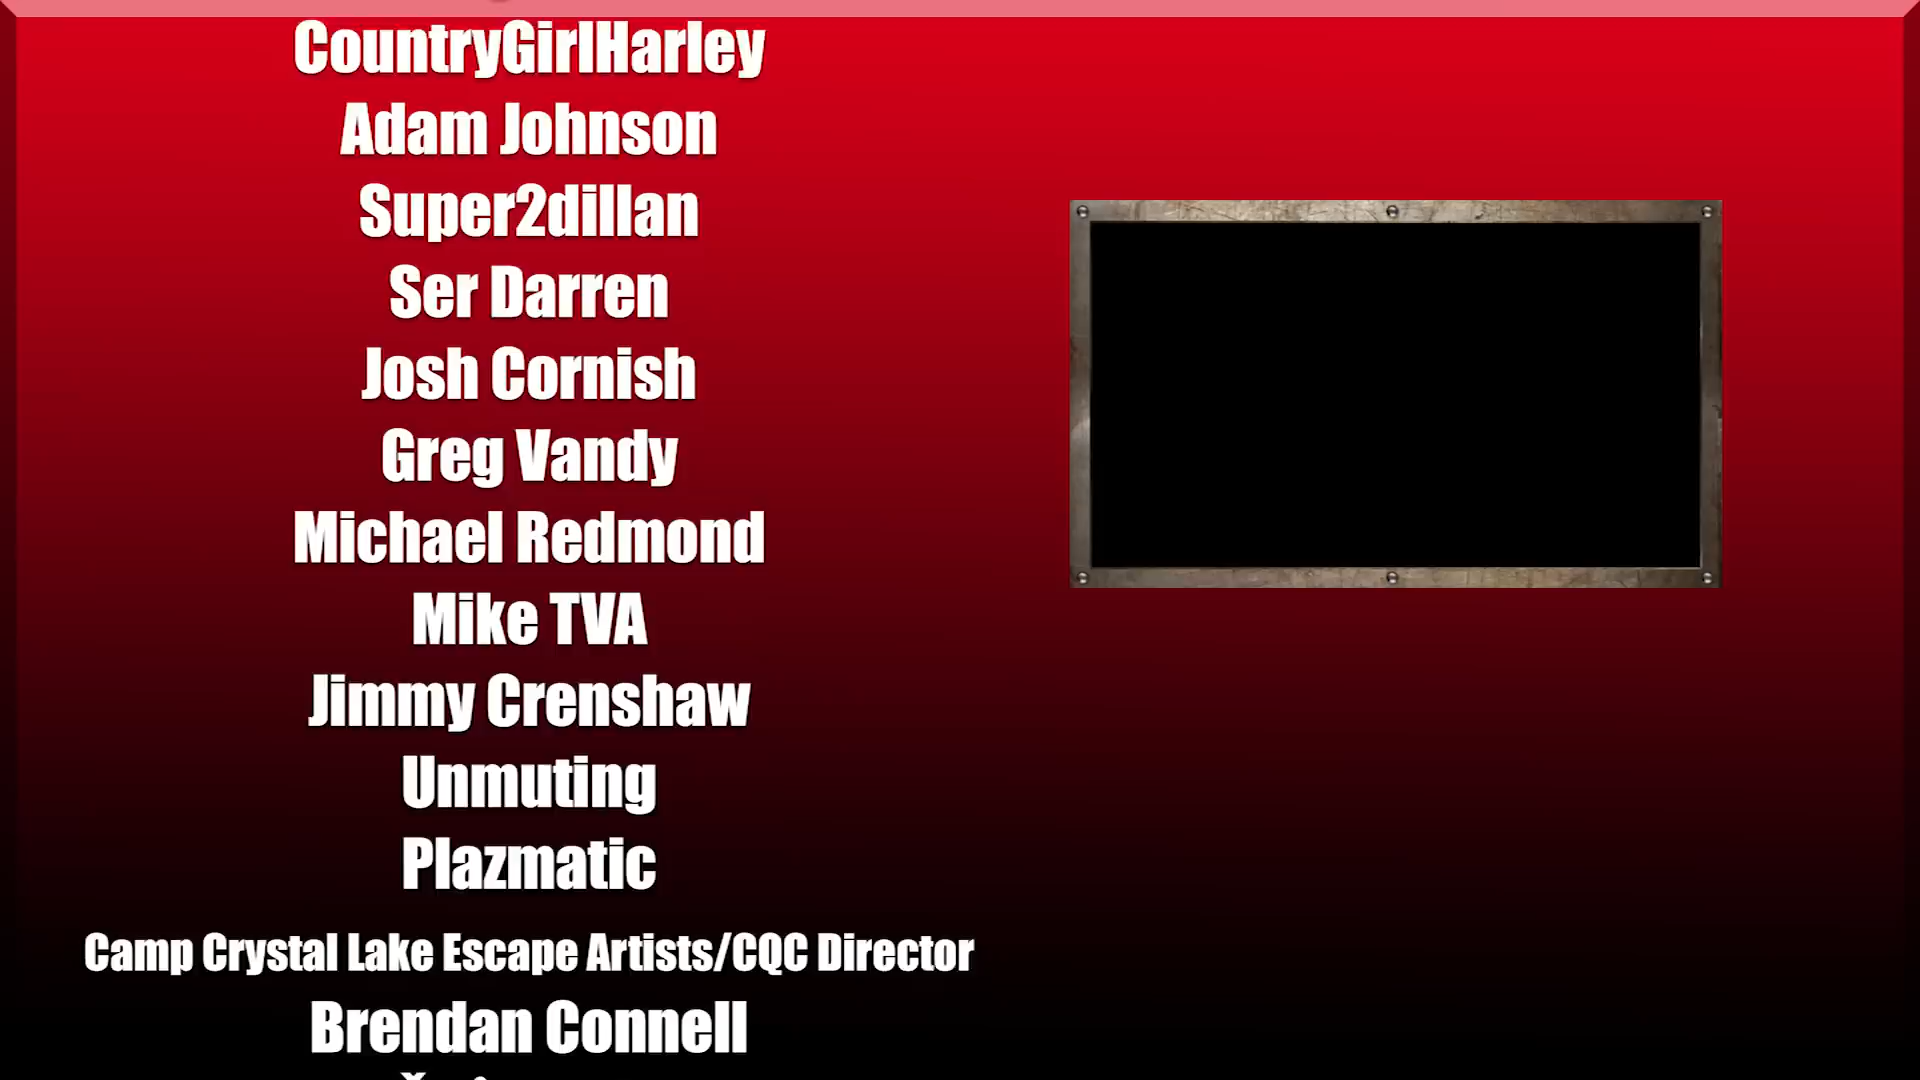 CountryGirlHarley
Adam Johnson
Super2dillan
Ser Darren
Josh Cornish
Greg Vandy
Michael Redmond
Mike TVA
Jimmy Crenshaw
Unmuting
Plazmatic
Camp Crystal Lake Escape Artists/CQC Director
Brendan Connell